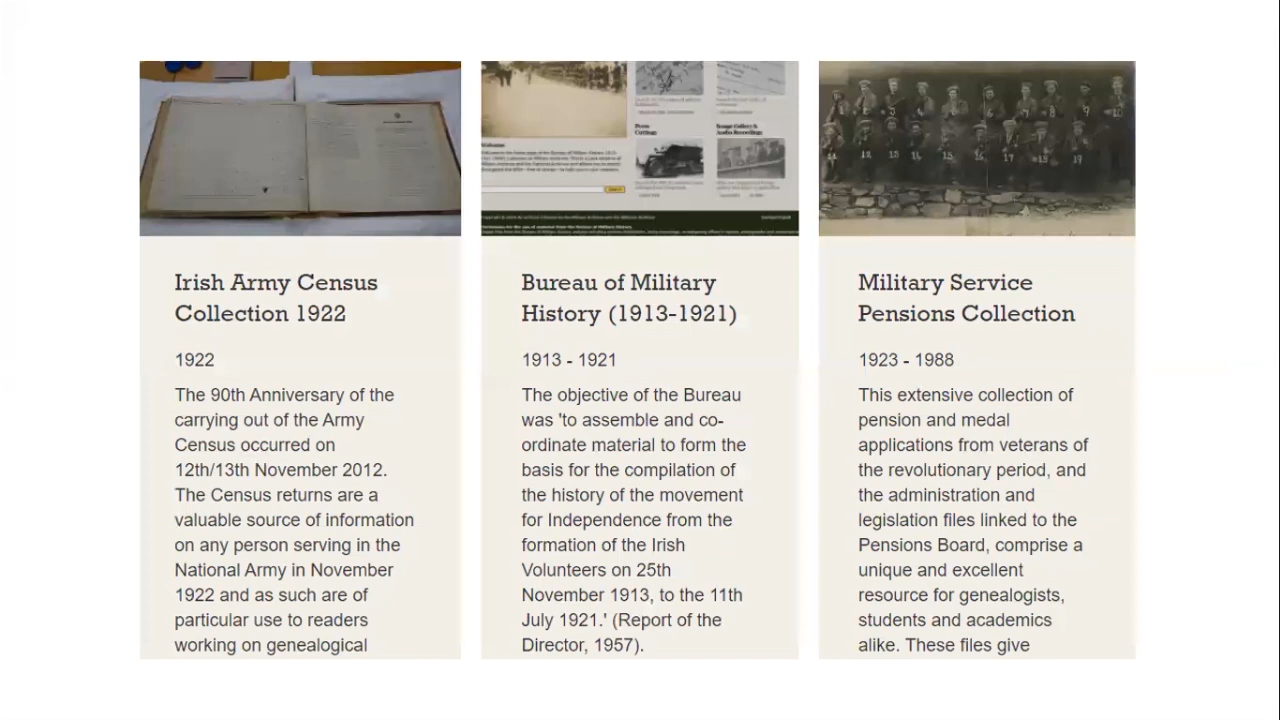 Irish Army Census
Collection 1922
1922
The 90th Anniversary of the
carrying out of the Army
Census occurred on
12th/13th November 2012.
The Census returns are a
valuable source of information
on any person serving in the
National Army in November
1922 and as such are of
particular use to readers
working on genealogical
Welcome
Press
Cuttings
Image Gallery &
Audio Recordings
Bureau of Military
History (1913-1921)
1913 - 1921
The objective of the Bureau
was 'to assemble and co-
ordinate material to form the
basis for the compilation of
the history of the movement
for Independence from the
formation of the Irish
Volunteers on 25th
November 1913, to the 11th
July 1921.' (Report of the
Director, 1957).
Military Service
Pensions Collection
1923 - 1988
This extensive collection of
pension and medal
applications from veterans of
the revolutionary period, and
the administration and
legislation files linked to the
Pensions Board, comprise a
unique and excellent
resource for genealogists,
students and academics
alike. These files give